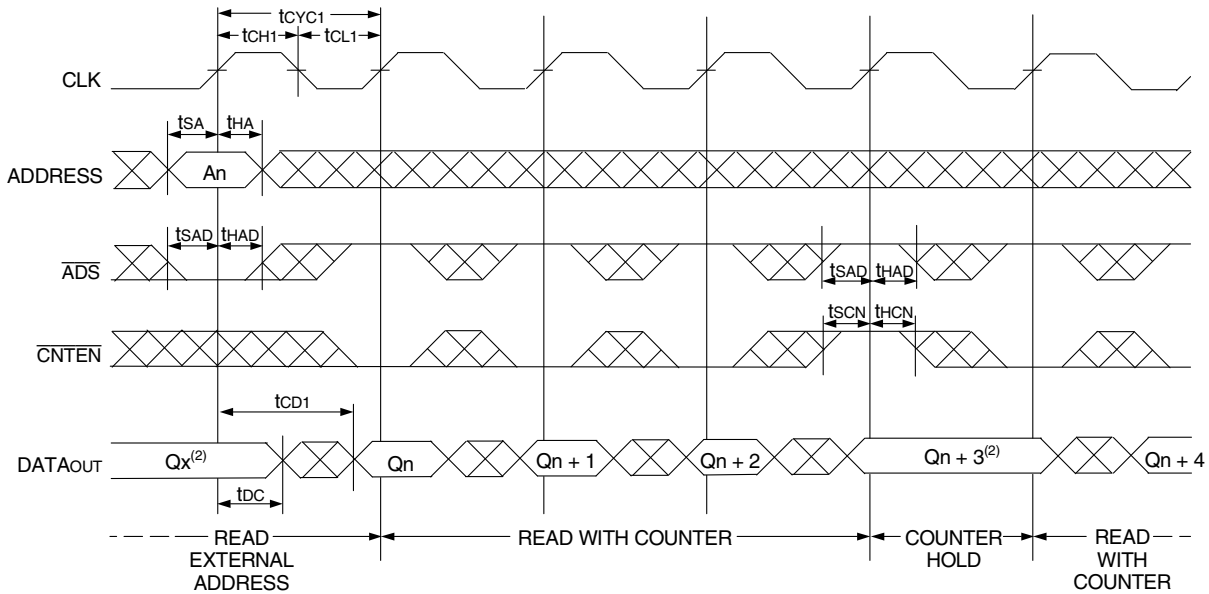 tCYC1
tCH1 tCL1
CLK
tSA tHA
ADDRESS An
tSAD tHAD
ADS tSAD tHAD
tSCN tHCN
CNTEN
tCD1
DATAOUT Qx(2) Qn Qn + 1 Qn + 2 Qn + 3(2) Qn + 4
tDC
READ EXTERNAL ADDRESS
READ WITH COUNTER
COUNTER HOLD
READ WITH COUNTER